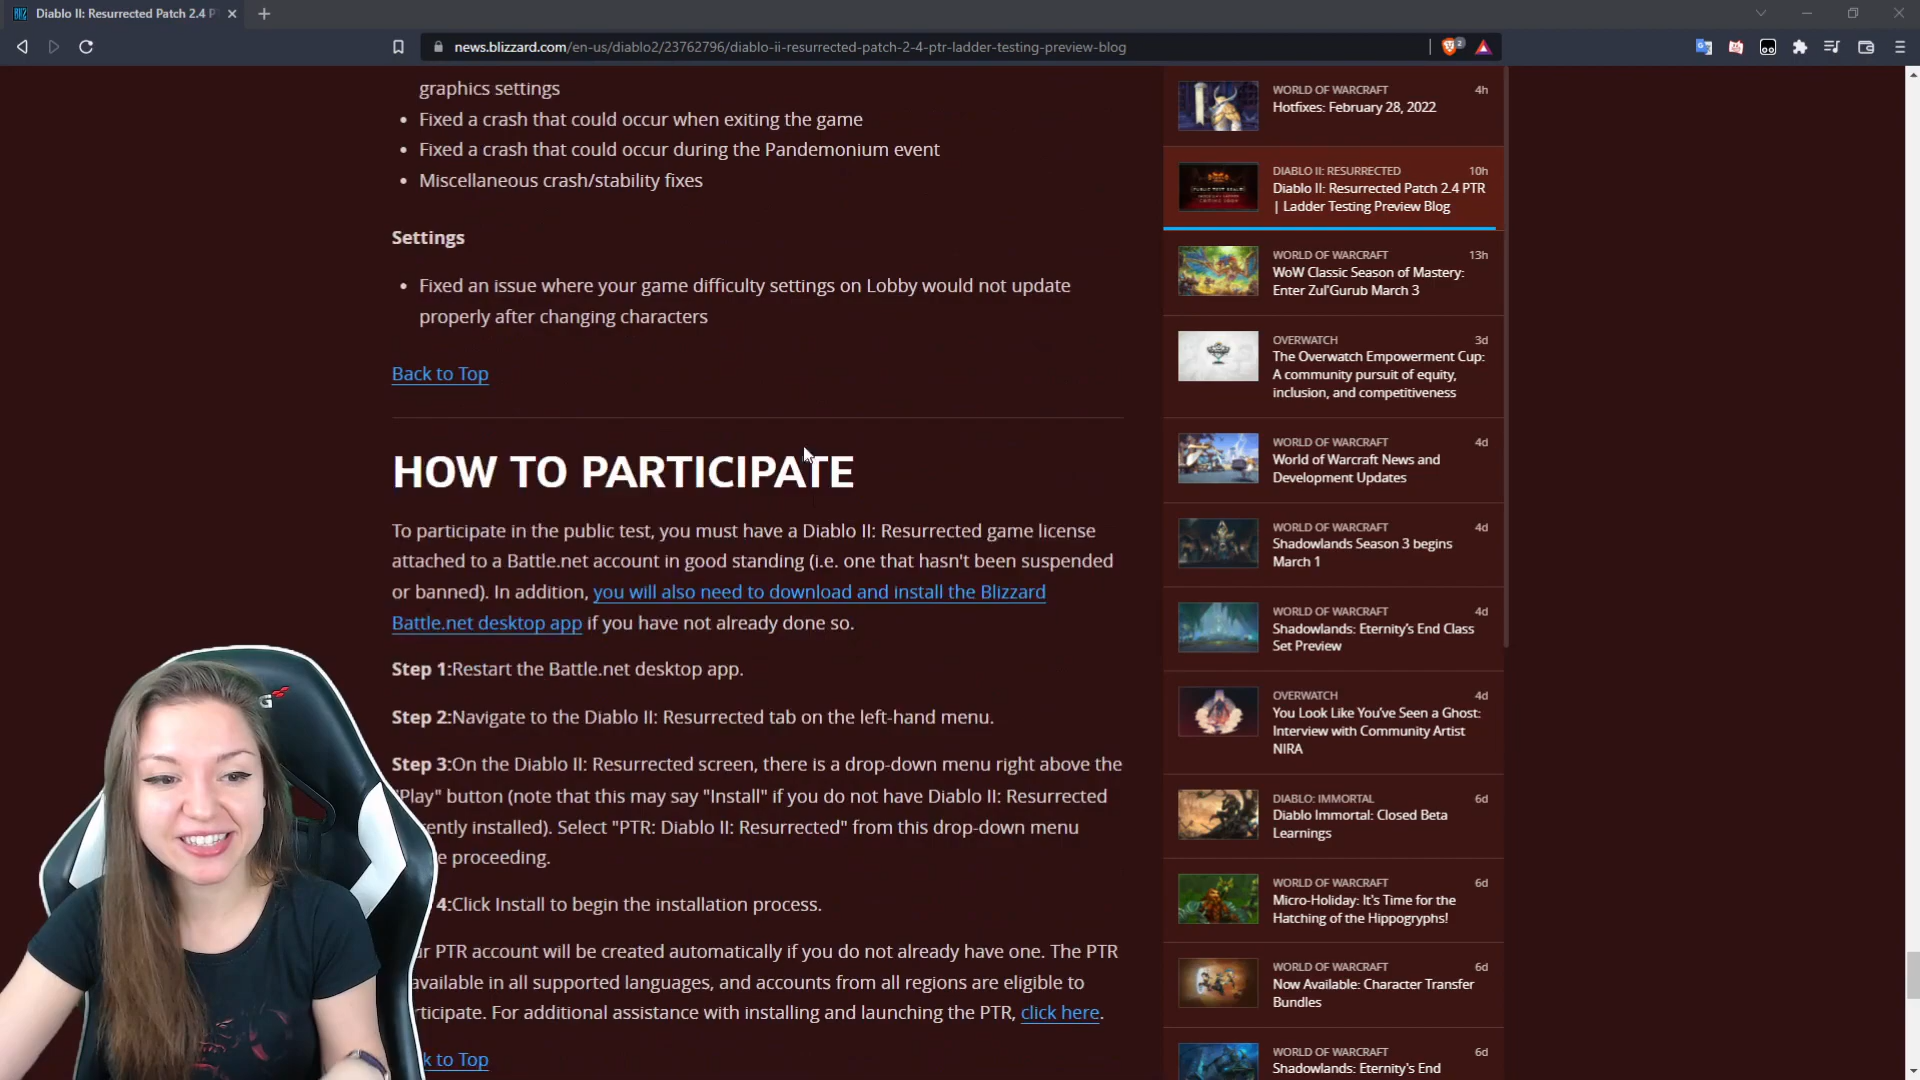 Diablo II: Resurrected Patch 2.4 P
news.blizzard.com/en-us/diablo2/23762796/diablo-ii-resurrected-patch-2-4-ptr-ladder-testing-preview-blog
2
graphics settings
• Fixed a crash that could occur when exiting the game
• Fixed a crash that could occur during the Pandemonium event
• Miscellaneous crash/stability fixes
Settings
• Fixed an issue where your game difficulty settings on Lobby would not update
properly after changing characters
Back to Top
HOW TO PARTICIPATE
To participate in the public test, you must have a Diablo II: Resurrected game license
attached to a Battle.net account in good standing (i.e. one that hasn't been suspended
or banned). In addition, you will also need to download and install the Blizzard
Battle.net desktop app if you have not already done so.
Step 1:Restart the Battle.net desktop app.
Step 2:Navigate to the Diablo II: Resurrected tab on the left-hand menu.
Step 3:On the Diablo II: Resurrected screen, there is a drop-down menu right above the
"Play" button (note that this may say "Install" if you do not have Diablo II: Resurrected
rently installed). Select "PTR: Diablo II: Resurrected" from this drop-down menu
e proceeding.
4:Click Install to begin the installation process.
r PTR account will be created automatically if you do not already have one. The PTR
available in all supported languages, and accounts from all regions are eligible to
rticipate. For additional assistance with installing and launching the PTR, click here.
k to Top
WORLD OF WARCRAFT 4h
Hotfixes: February 28, 2022
DIABLO II: RESURRECTED 10h
Diablo II: Resurrected Patch 2.4 PTR
| Ladder Testing Preview Blog
WORLD OF WARCRAFT 13h
WoW Classic Season of Mastery:
Enter Zul'Gurub March 3
OVERWATCH 3d
The Overwatch Empowerment Cup:
A community pursuit of equity,
inclusion, and competitiveness
WORLD OF WARCRAFT 4d
World of Warcraft News and
Development Updates
WORLD OF WARCRAFT 4d
Shadowlands Season 3 begins
March 1
WORLD OF WARCRAFT 4d
Shadowlands: Eternity's End Class
Set Preview
OVERWATCH 4d
You Look Like You've Seen a Ghost:
Interview with Community Artist
NIRA
DIABLO: IMMORTAL 6d
Diablo Immortal: Closed Beta
Learnings
WORLD OF WARCRAFT 6d
Micro-Holiday: It's Time for the
Hatching of the Hippogryphs!
WORLD OF WARCRAFT 6d
Now Available: Character Transfer
Bundles
WORLD OF WARCRAFT 6d
Shadowlands: Eternity's End